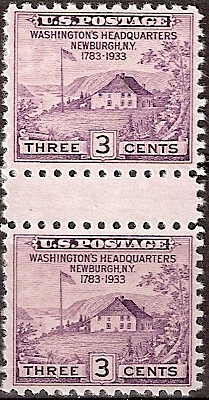 U.S. POSTAGE
WASHINGTON'S HEADQUARTERS
NEWBURGH, N.Y.
1783-1933
THREE 3 CENTS
U.S. POSTAGE
WASHINGTON'S HEADQUARTERS
NEWBURGH, N.Y.
1783-1933
THREE 3 CENTS